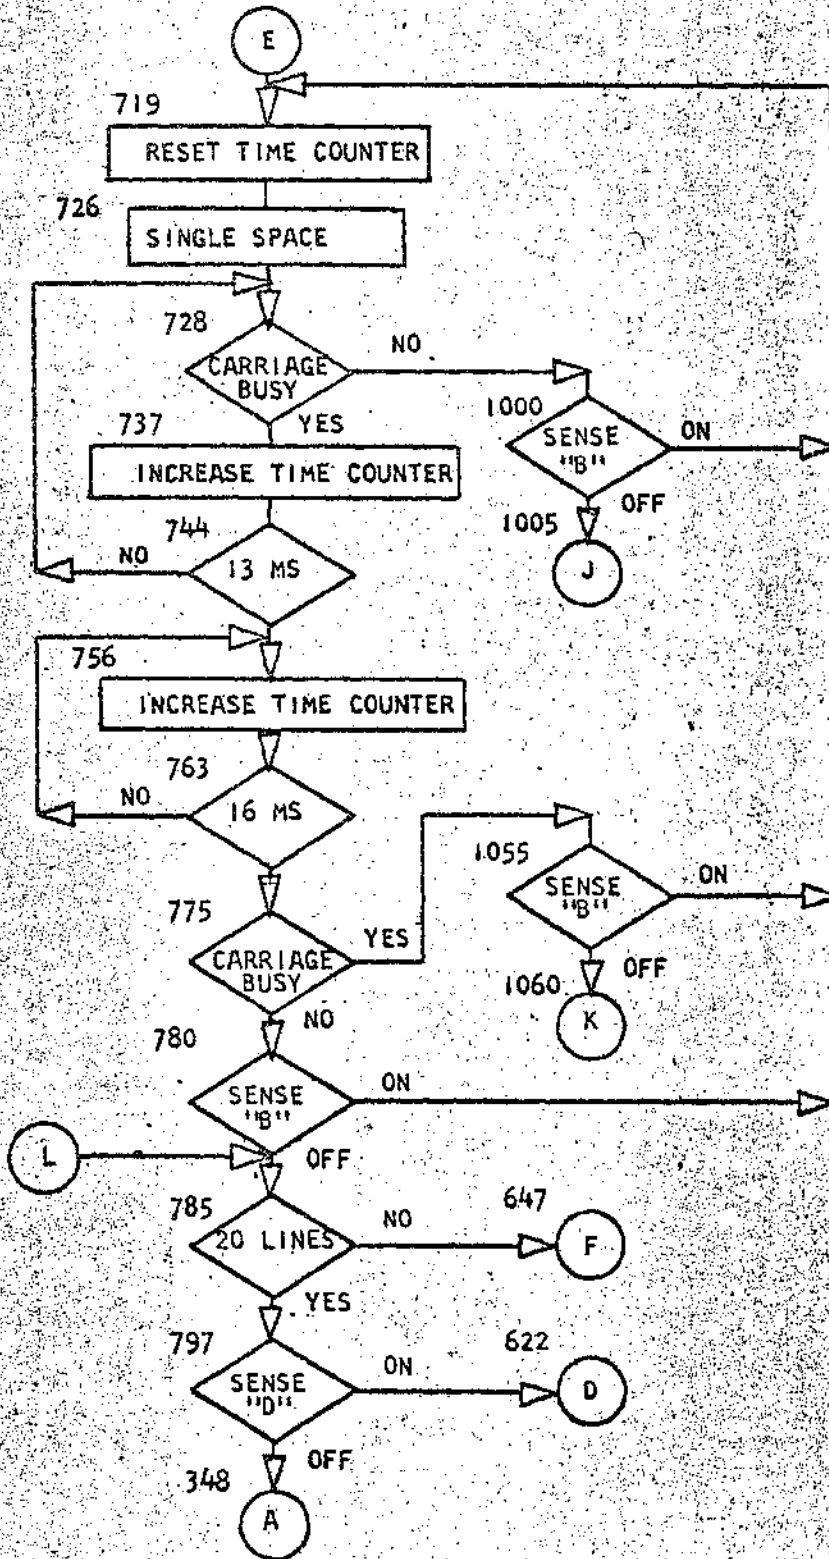 E
719
RESET TIME COUNTER
726
SINGLE SPACE
728
CARRIAGE
BUSY
NO
YES
1000
SENSE
"B"
ON
OFF
1005
J
737
INCREASE TIME COUNTER
744
13 MS
NO
756
INCREASE TIME COUNTER
763
16 MS
NO
775
CARRIAGE
BUSY
YES
NO
1055
SENSE
"B"
ON
OFF
1060
K
780
SENSE
"B"
ON
OFF
L
785
20 LINES
NO
647
F
YES
797
SENSE
"D"
ON
622
D
OFF
348
A